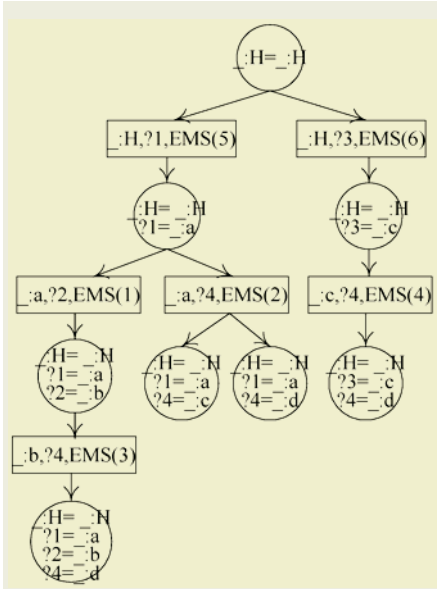 _:H=_:H
_:H,?1,EMS(5)
_:H,?3,EMS(6)
_:H= _:H
?1=_:a
_:H= _:H
?3=_:c
_:a,?2,EMS(1)
_:a,?4,EMS(2)
_:c,?4,EMS(4)
_:H= _:H
?1=_:a
?2=_:b
_:H= _:H
?1=_:a
?4=_:c
_:H= _:H
?1=_:a
?4=_:d
_:H= _:H
?3=_:c
?4=_:d
_:b,?4,EMS(3)
_:H= _:H
?1=_:a
?2=_:b
?4=_:d